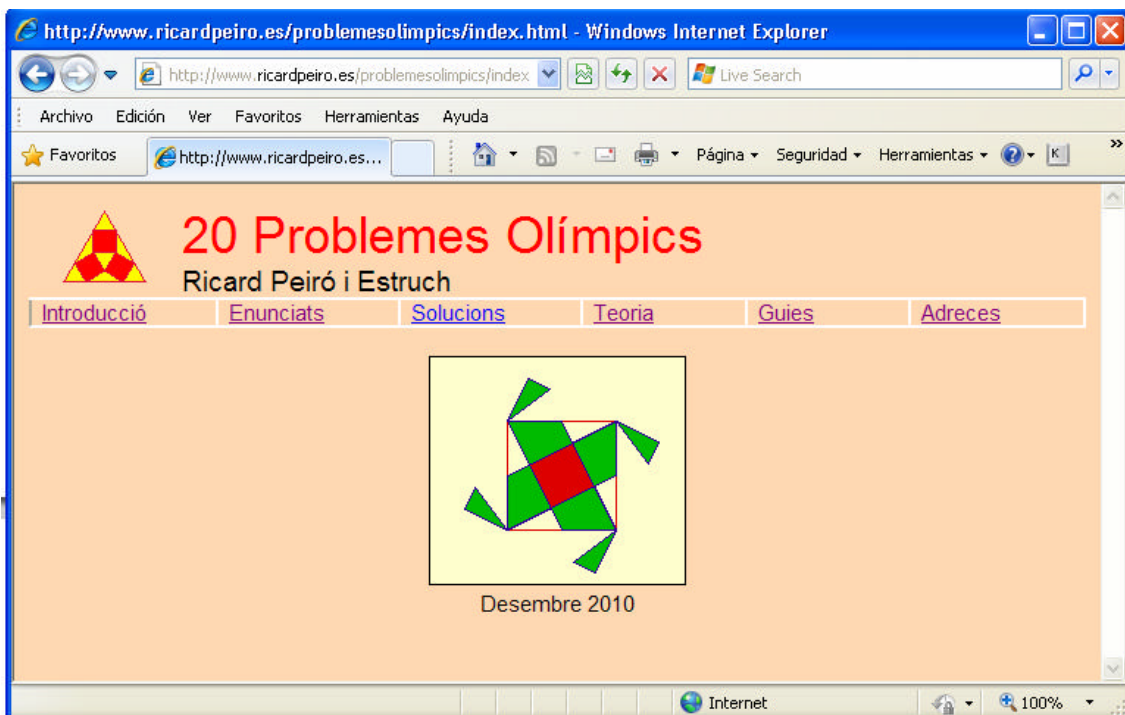 http://www.ricardpeiro.es/problemesolimpics/index.html - Windows Internet Explorer
http://www.ricardpeiro.es/problemesolimpics/index Live Search
Archivo Edición Ver Favoritos Herramientas Ayuda
Favoritos http://www.ricardpeiro.es... Página Seguridad Herramientas K »
20 Problemes Olímpics
Ricard Peiró i Estruch
Introducció Enunciats Solucions Teoria Guies Adreces
Desembre 2010
Internet 100%